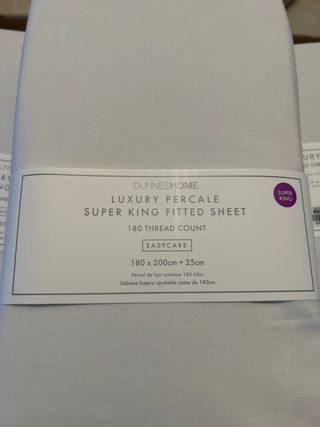 DUNNESHOME
LUXURY PERCALE
SUPER KING FITTED SHEET
180 THREAD COUNT
EASYCARE
180 x 200cm + 25cm
Percal de lujo contiene 180 hilos
Sábana bajera ajustable cama de 180cm
SUPER
KING